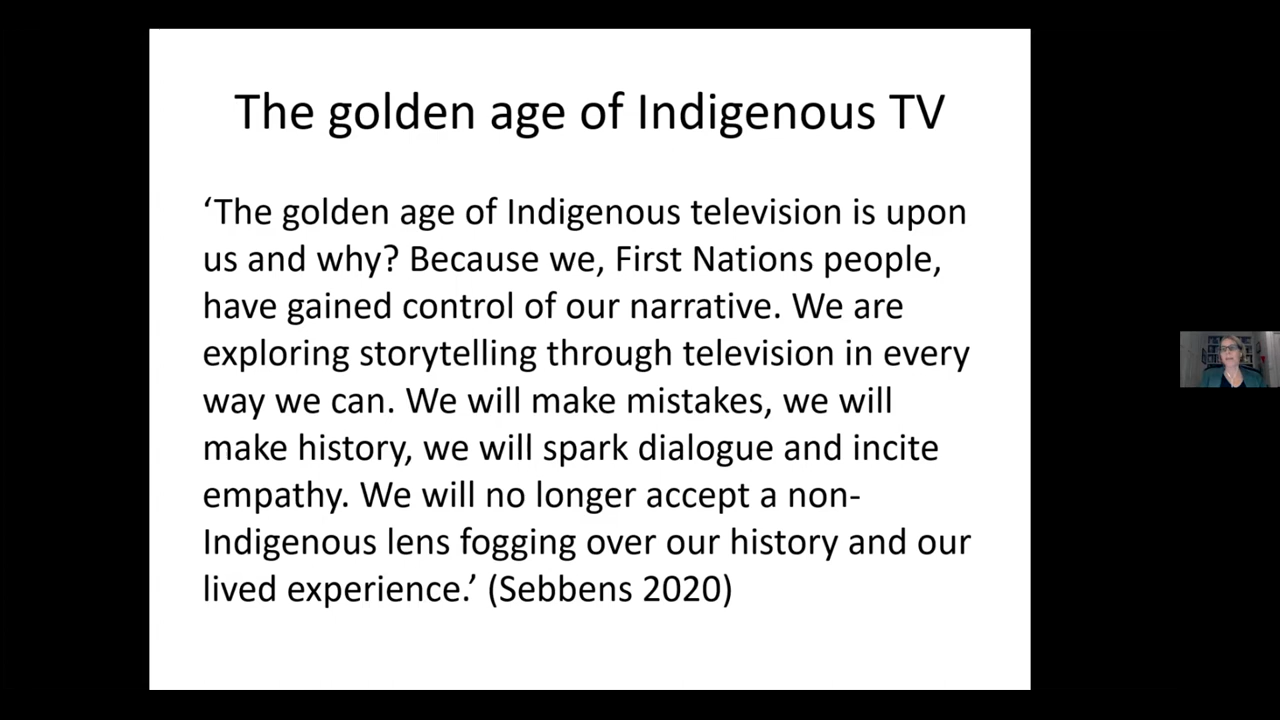 The golden age of Indigenous TV
‘The golden age of Indigenous television is upon
us and why? Because we, First Nations people,
have gained control of our narrative. We are
exploring storytelling through television in every
way we can. We will make mistakes, we will
make history, we will spark dialogue and incite
empathy. We will no longer accept a non-
Indigenous lens fogging over our history and our
lived experience.’ (Sebbens 2020)